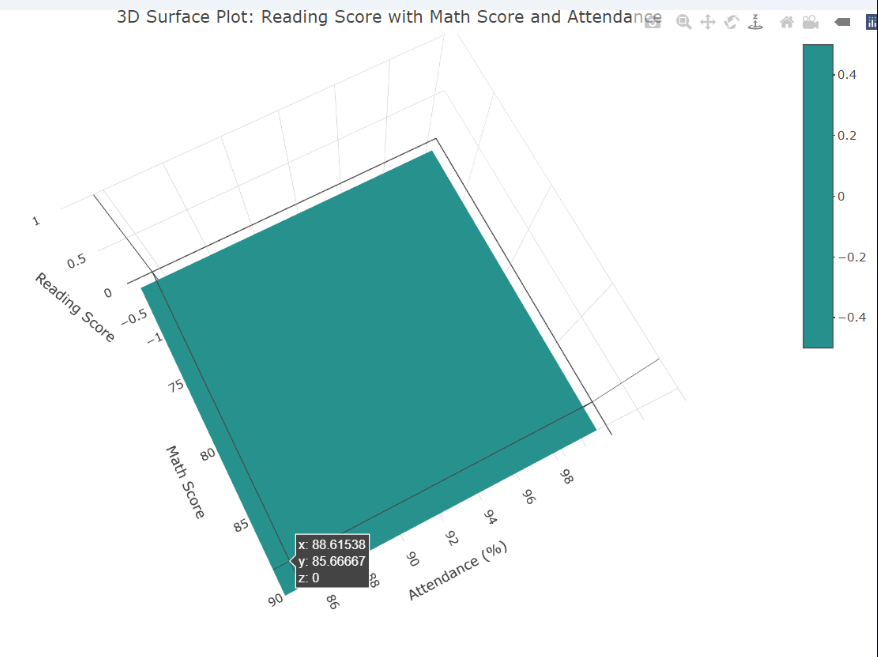 3D Surface Plot: Reading Score with Math Score and Attendance
z
0.4
0.2
0
−0.2
−0.4
1
0.5
0
−0.5
−1
Reading Score
75
80
85
90
Math Score
x: 88.61538
y: 85.66667
z: 0
86
88
90
92
94
96
98
Attendance (%)